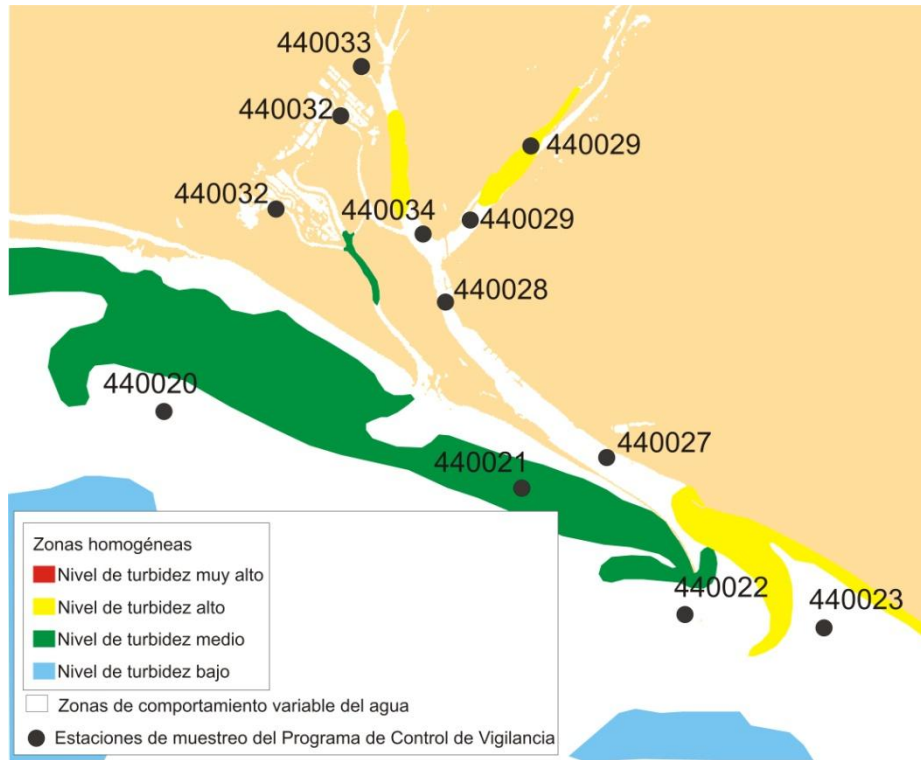 440033
440032
440029
440032
440034
440029
440028
440020
440027
440021
440022
440023
Zonas homogéneas
Nivel de turbidez muy alto
Nivel de turbidez alto
Nivel de turbidez medio
Nivel de turbidez bajo
Zonas de comportamiento variable del agua
Estaciones de muestreo del Programa de Control de Vigilancia